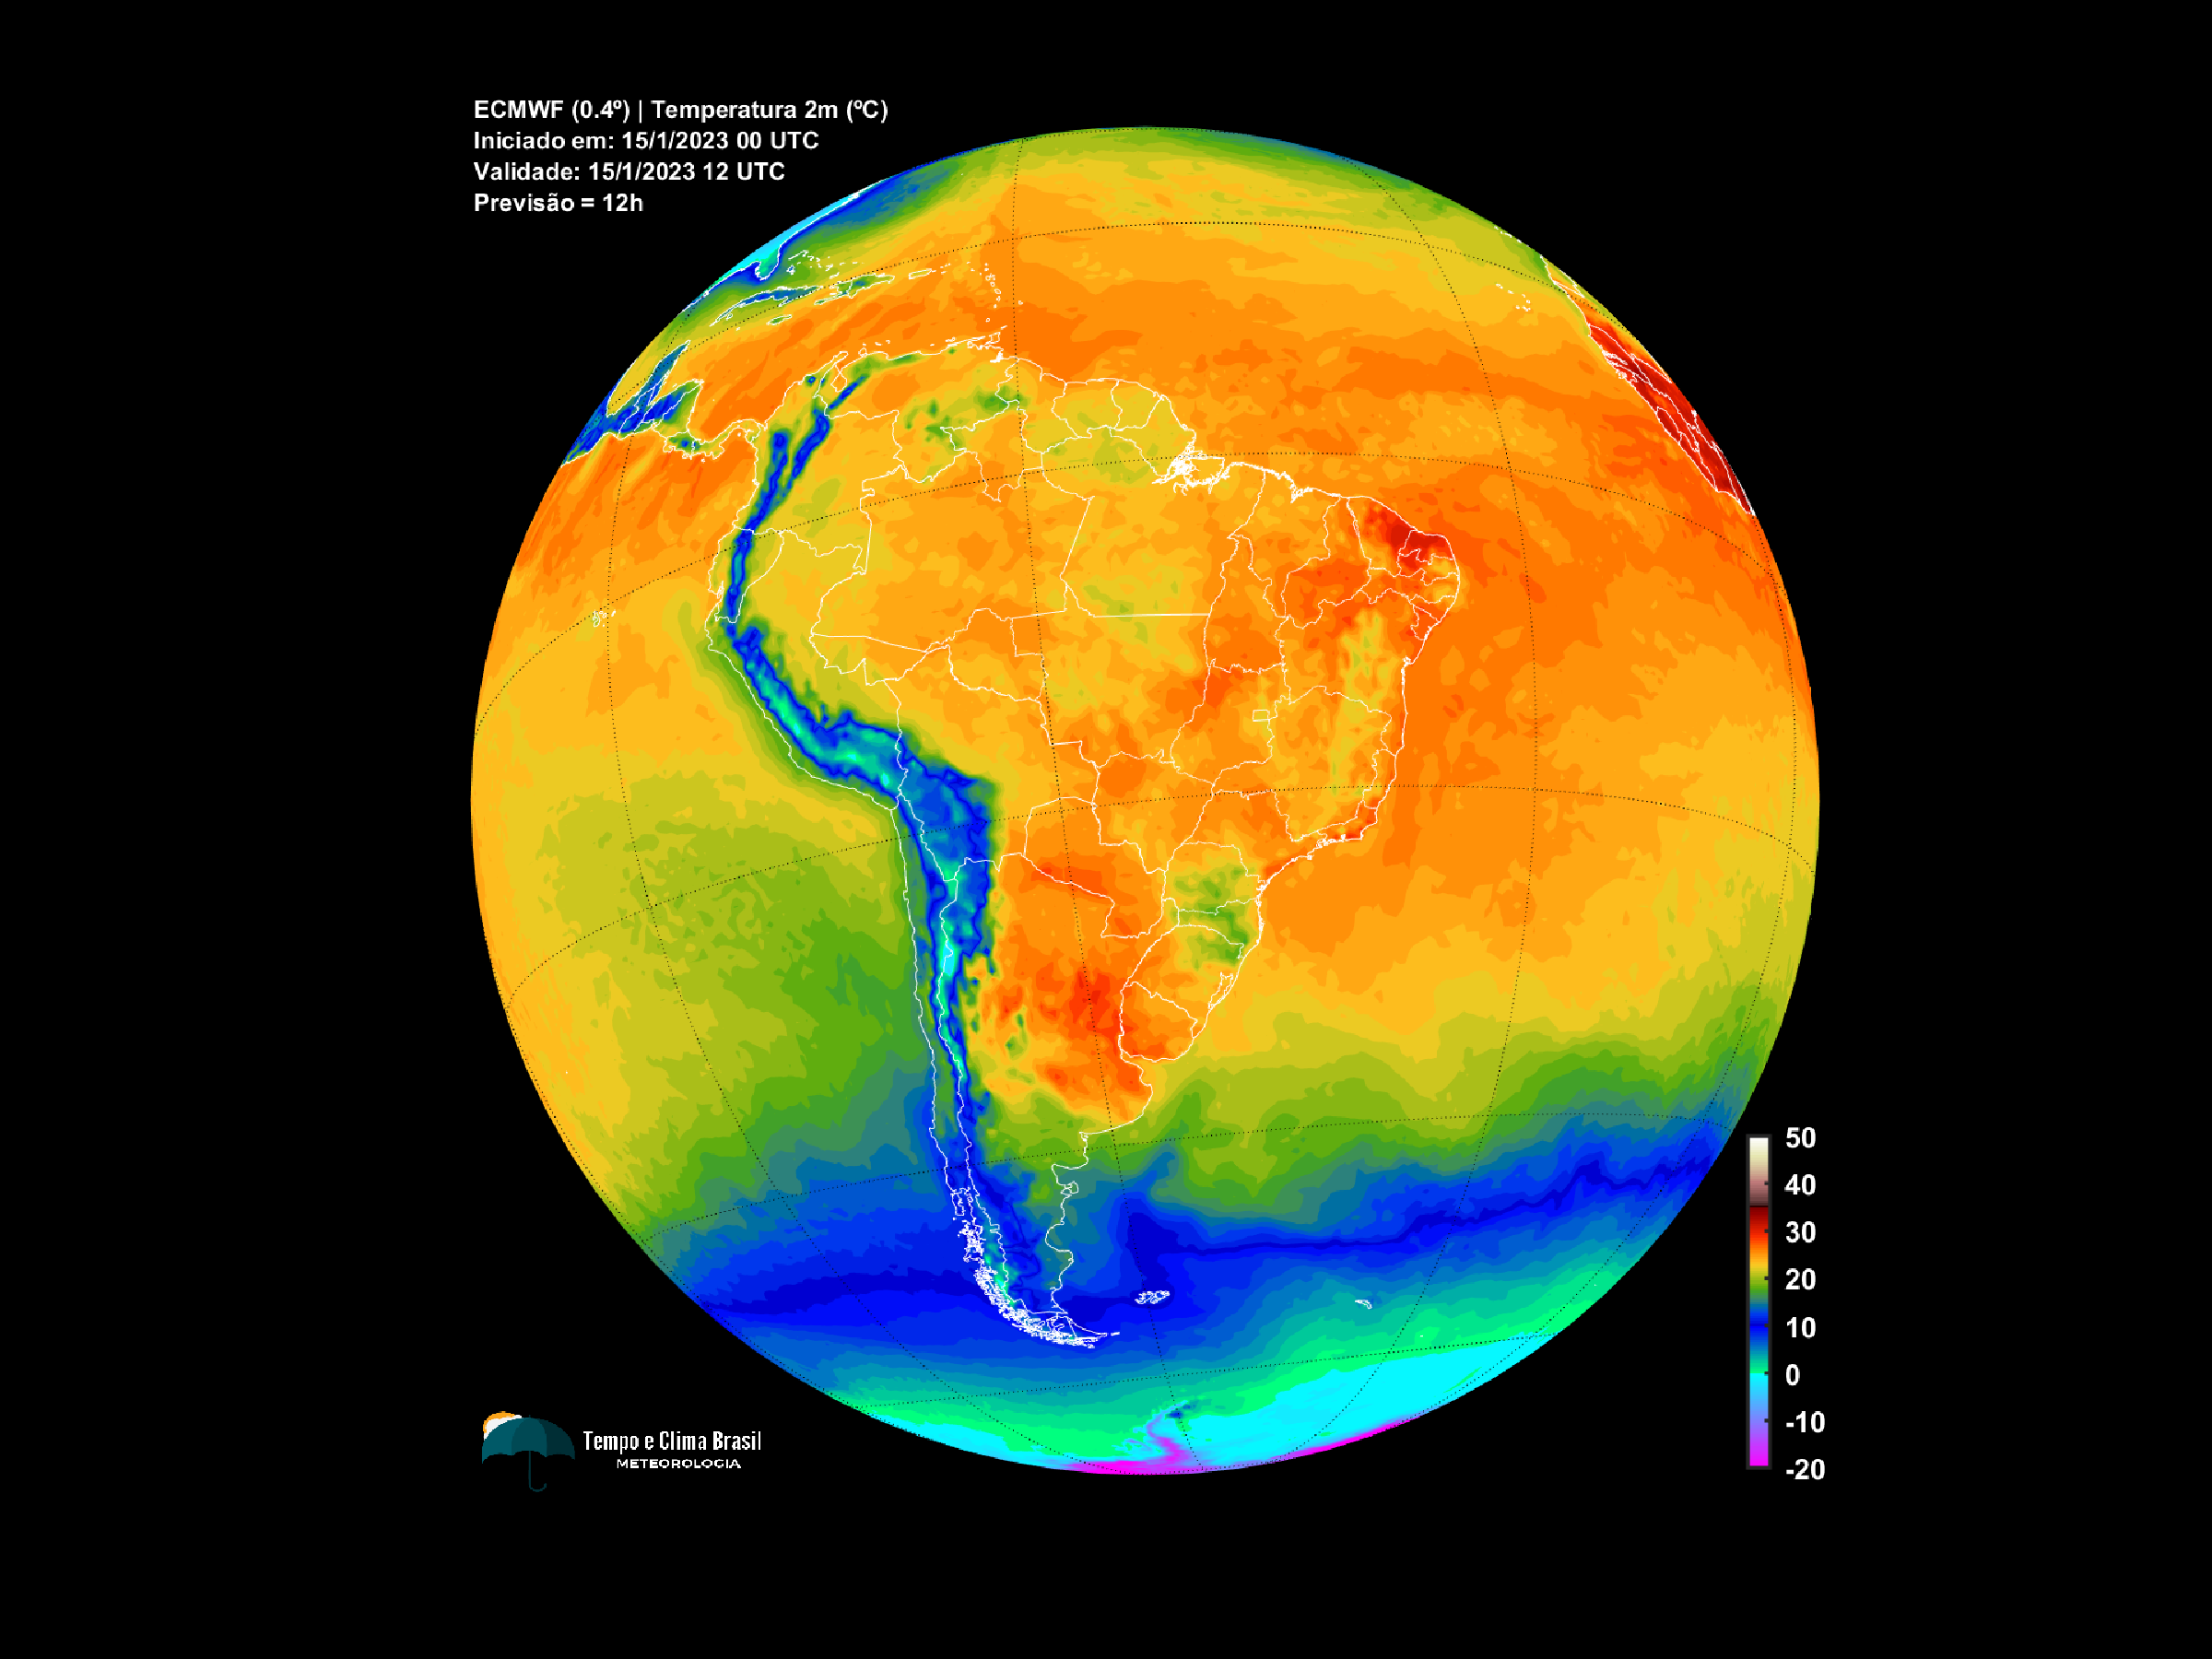 ECMWF (0.4º) | Temperatura 2m (ºC)
Iniciado em: 15/1/2023 00 UTC
Validade: 15/1/2023 12 UTC
Previsão = 12h
50
40
30
20
10
0
-10
-20
Tempo e Clima Brasil
METEOROLOGIA